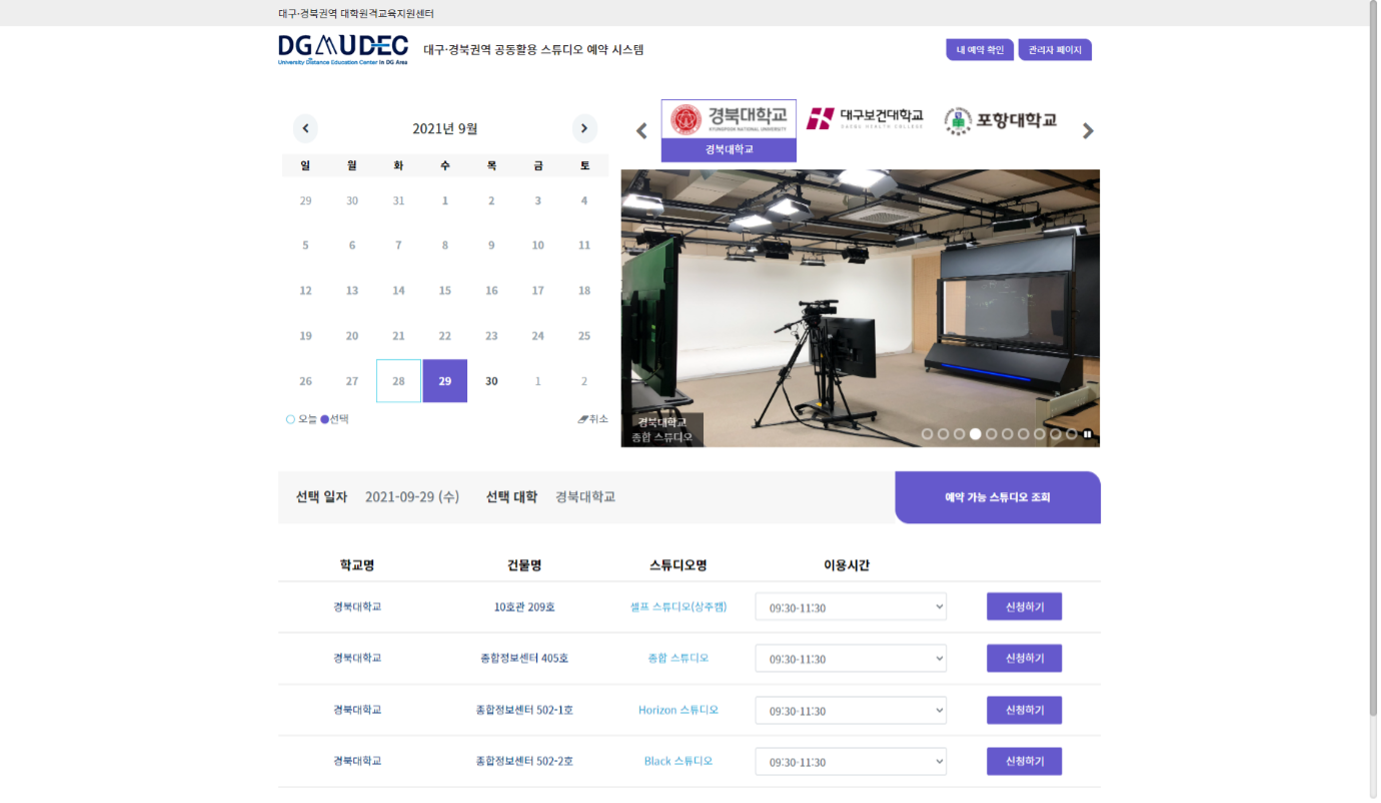 대구·경북권역 대학원격교육지원센터
DGUDEC
University Distance Education Center In DG Area
대구·경북권역 공동활용 스튜디오 예약 시스템
내 예약 확인
관리자 페이지
2021년 9월
일 월 화 수 목 금 토
29 30 31 1 2 3 4
5 6 7 8 9 10 11
12 13 14 15 16 17 18
19 20 21 22 23 24 25
26 27 28 29 30 1 2
오늘 선택 취소
경북대학교
KYUNGPOOK NATIONAL UNIVERSITY
경북대학교
대구보건대학교
DAEGU HEALTH COLLEGE
포항대학교
경북대학교
종합 스튜디오
선택 일자 2021-09-29 (수) 선택 대학 경북대학교
예약 가능 스튜디오 조회
학교명 건물명 스튜디오명 이용시간
경북대학교 10호관 209호 셀프 스튜디오(상주캠) 09:30-11:30 신청하기
경북대학교 종합정보센터 405호 종합 스튜디오 09:30-11:30 신청하기
경북대학교 종합정보센터 502-1호 Horizon 스튜디오 09:30-11:30 신청하기
경북대학교 종합정보센터 502-2호 Black 스튜디오 09:30-11:30 신청하기